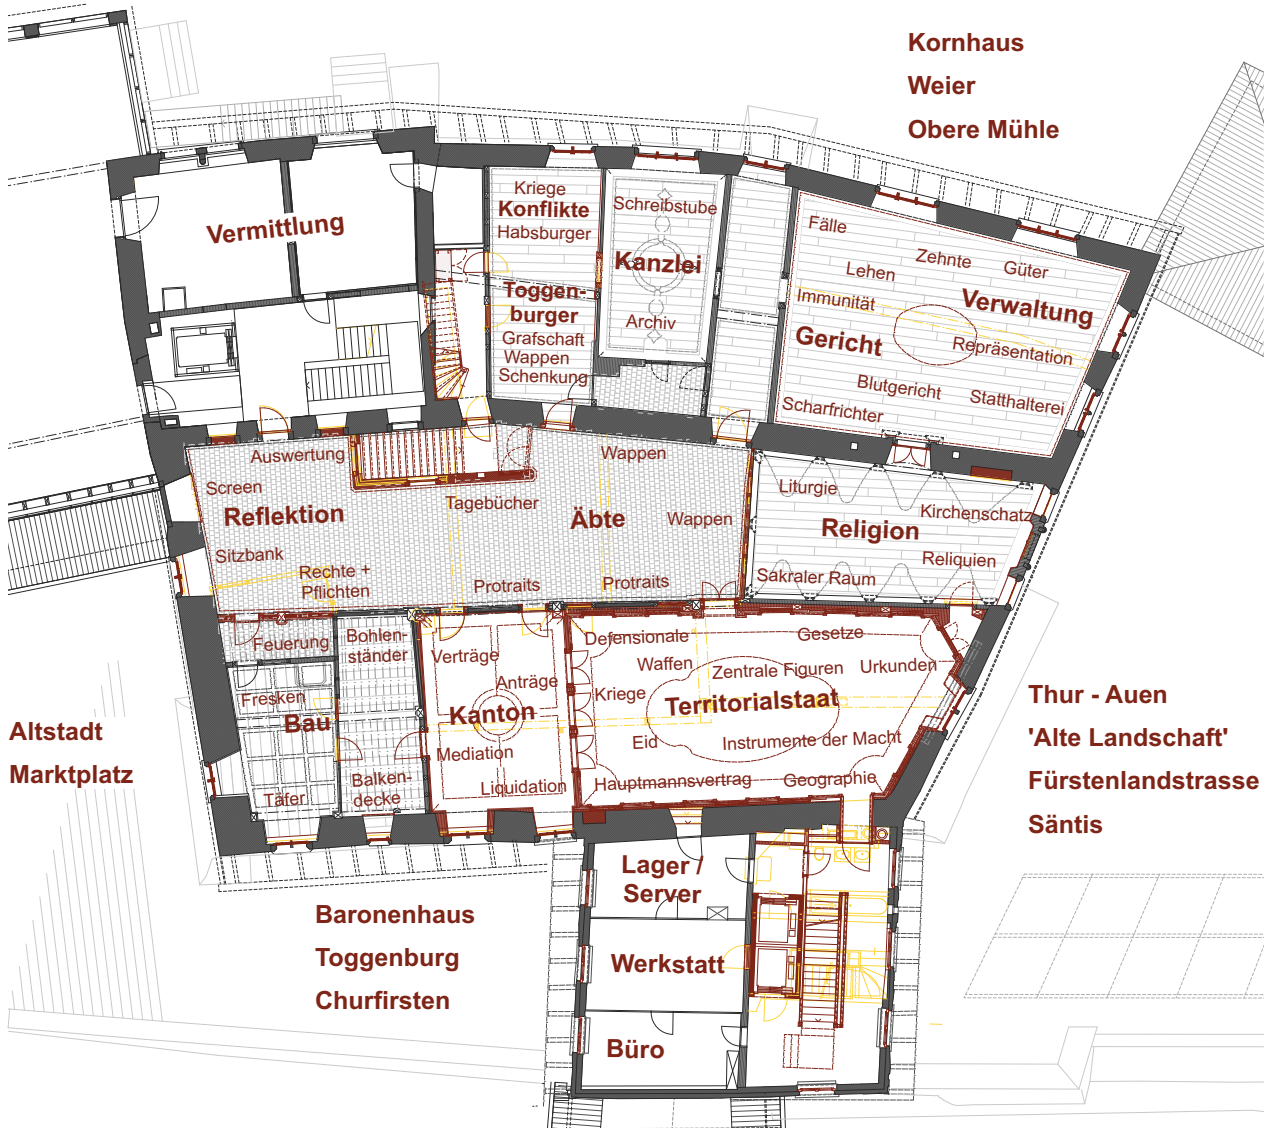 Kornhaus
Weier
Obere Mühle
Vermittlung
Kriege
Konflikte
Habsburger
Toggen-
burger
Grafschaft
Wappen
Schenkung
Schreibstube
Kanzlei
Archiv
Fälle
Zehnte
Güter
Lehen
Immunität
Verwaltung
Gericht
Repräsentation
Blutgericht
Statthalterei
Scharfrichter
Auswertung
Screen
Reflektion
Sitzbank
Rechte +
Pflichten
Tagebücher
Wappen
Äbte
Wappen
Protraits
Protraits
Liturgie
Kirchenschatz
Religion
Reliquien
Sakraler Raum
Feuerung
Bohlen-
ständer
Fresken
Bau
Täfer
Balken-
decke
Verträge
Anträge
Kanton
Mediation
Liquidation
Defensionale
Gesetze
Waffen
Zentrale Figuren
Urkunden
Kriege
Territorialstaat
Eid
Instrumente der Macht
Hauptmannsvertrag
Geographie
Altstadt
Marktplatz
Thur - Auen
'Alte Landschaft'
Fürstenlandstrasse
Säntis
Baronenhaus
Toggenburg
Churfirsten
Lager /
Server
Werkstatt
Büro